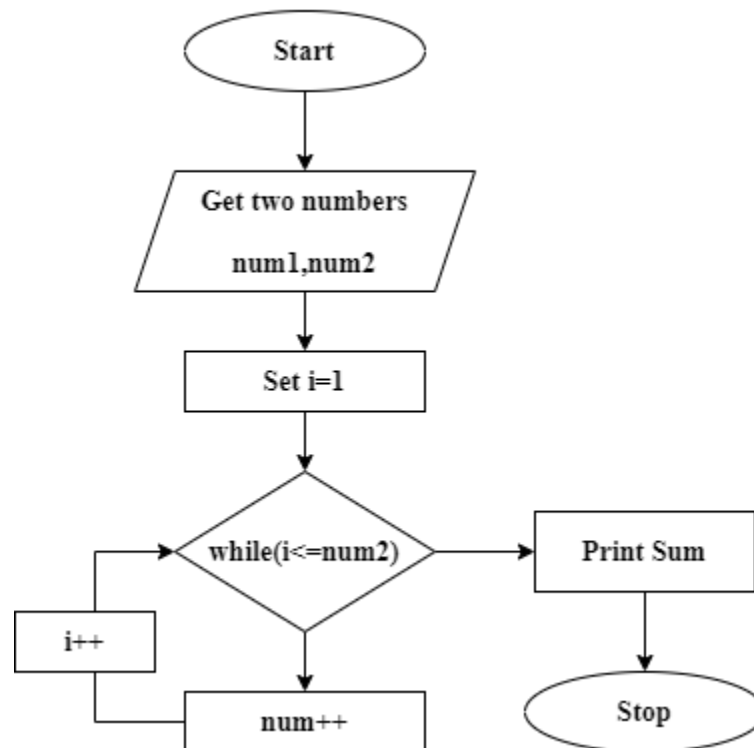 Start
Get two numbers
num1,num2
Set i=1
while(i<=num2)
Print Sum
i++
num++
Stop